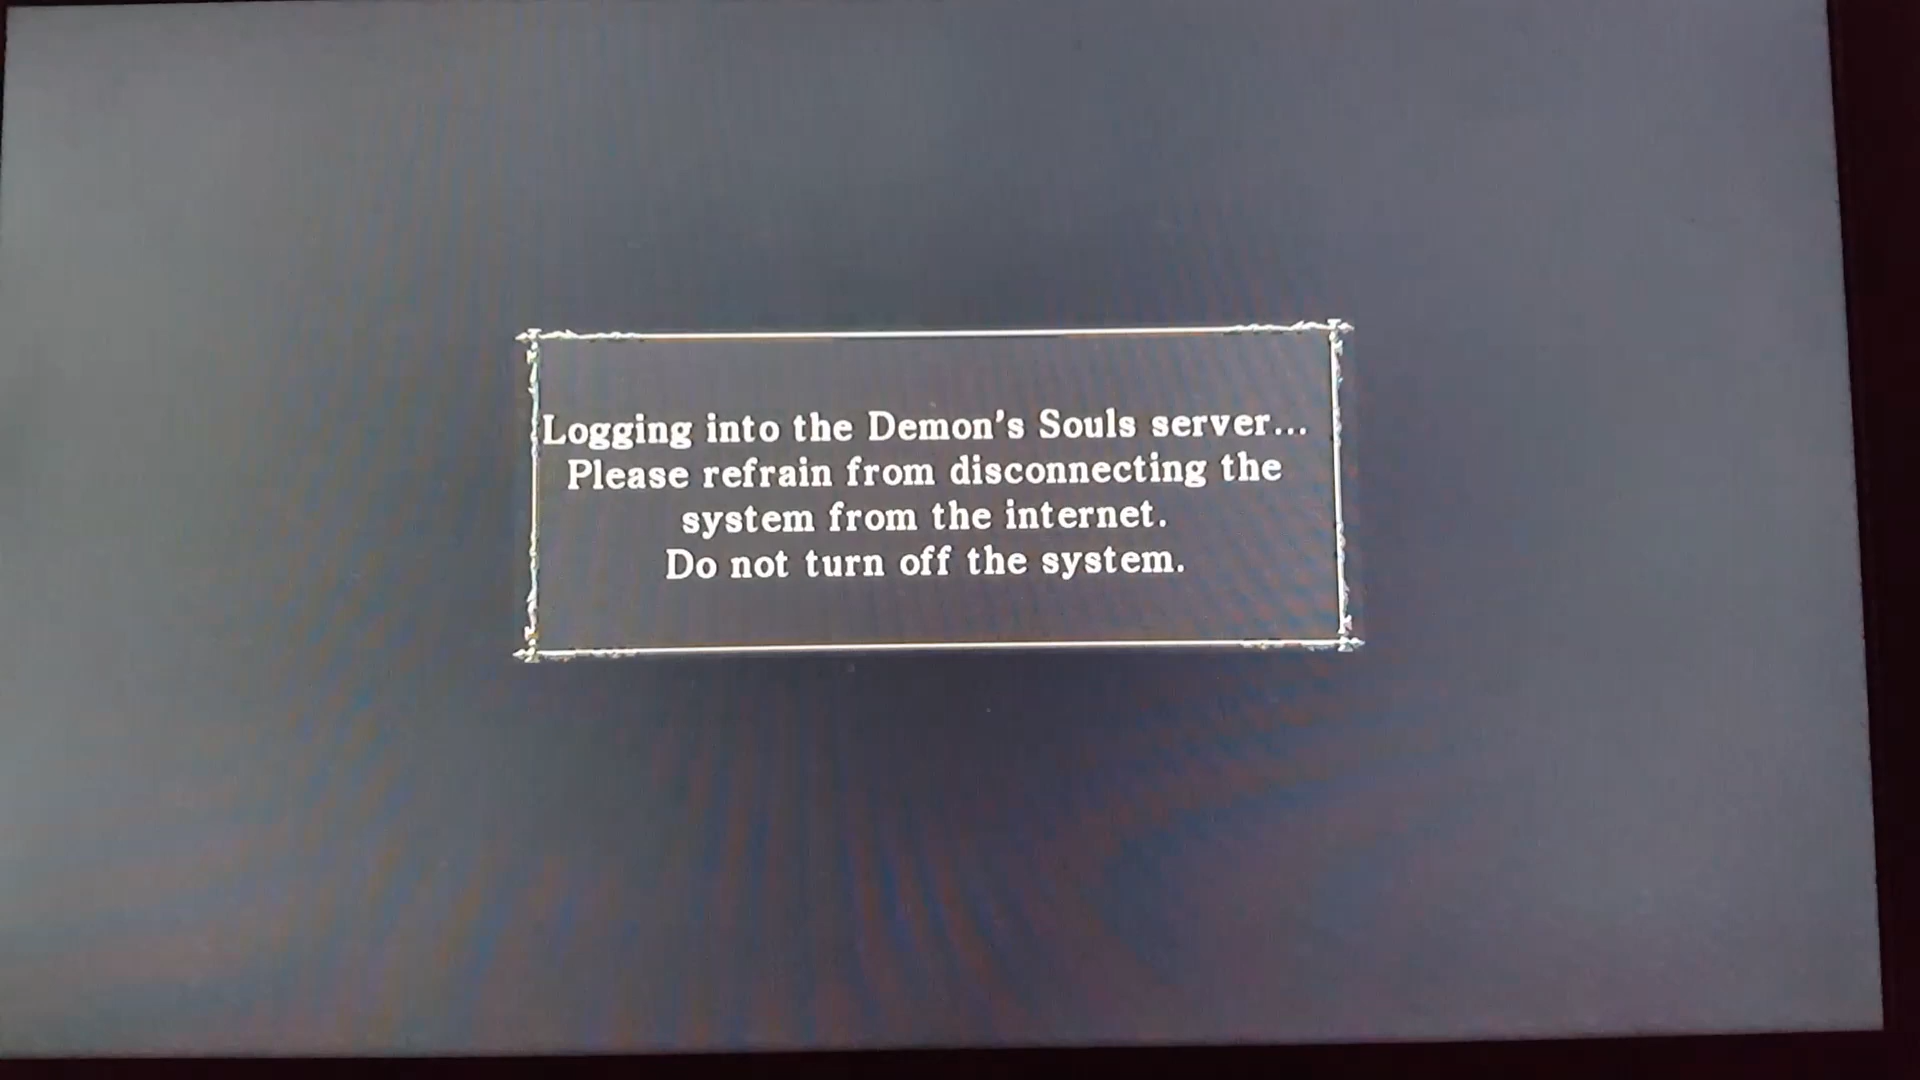 Logging into the Demon's Souls server...
Please refrain from disconnecting the
system from the internet.
Do not turn off the system.